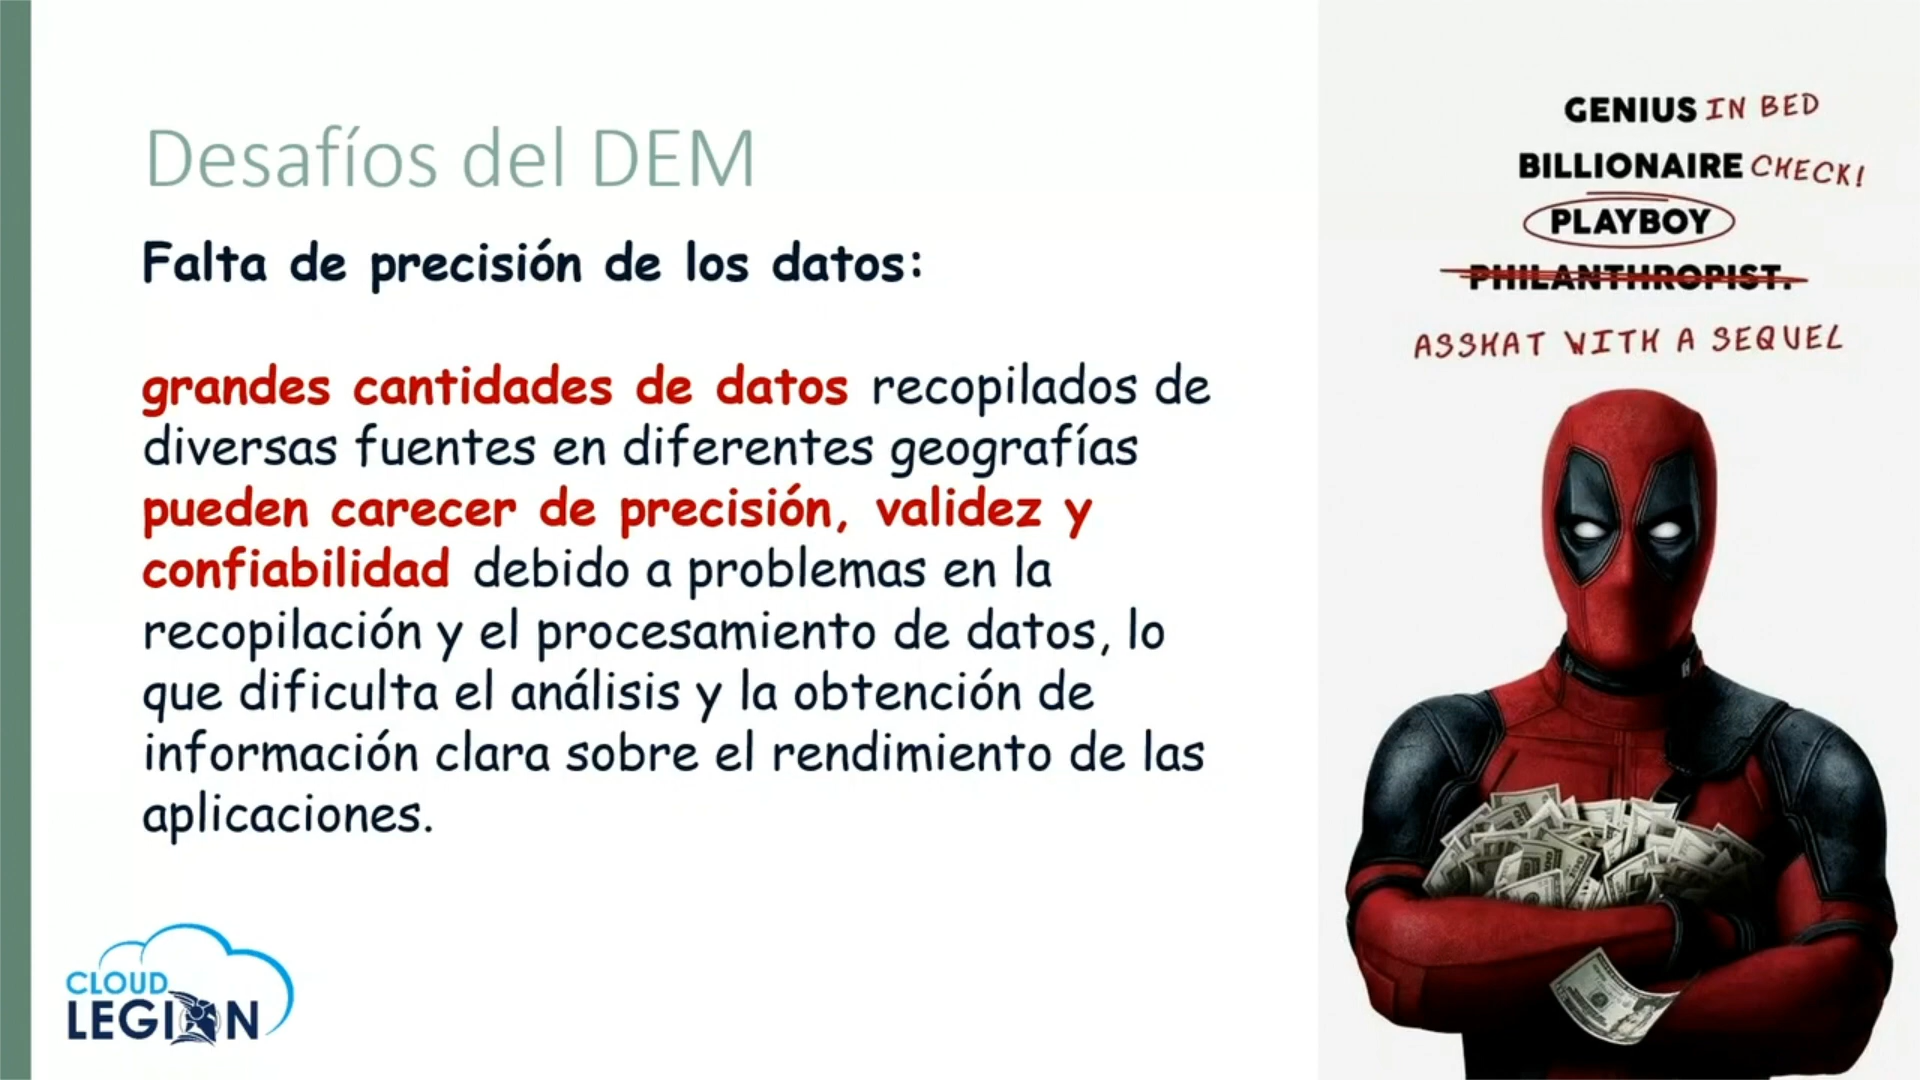 Desafíos del DEM
Falta de precisión de los datos:
grandes cantidades de datos recopilados de
diversas fuentes en diferentes geografías
pueden carecer de precisión, validez y
confiabilidad debido a problemas en la
recopilación y el procesamiento de datos, lo
que dificulta el análisis y la obtención de
información clara sobre el rendimiento de las
aplicaciones.
CLOUD
LEGION
GENIUS IN BED
BILLIONAIRE CHECK!
PLAYBOY
PHILANTHROPIST.
ASSHAT WITH A SEQUEL